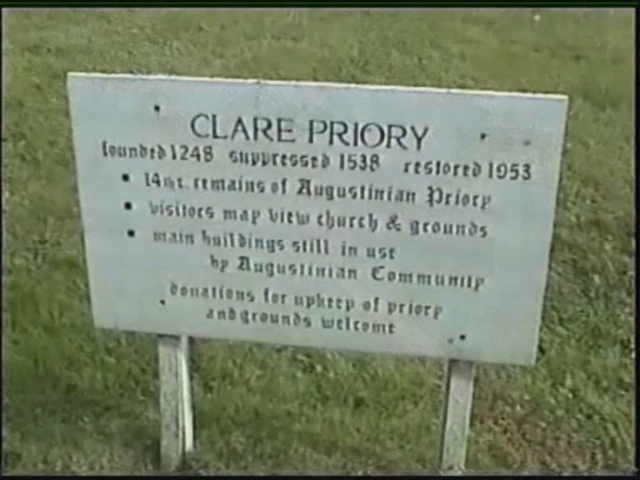 CLARE PRIORY
founded 1248 suppressed 1538 restored 1953
• 14th c. remains of Augustinian Priory
• visitors may view church & grounds
• main buildings still in use
by Augustinian Community
donations for upkeep of priory
and grounds welcome